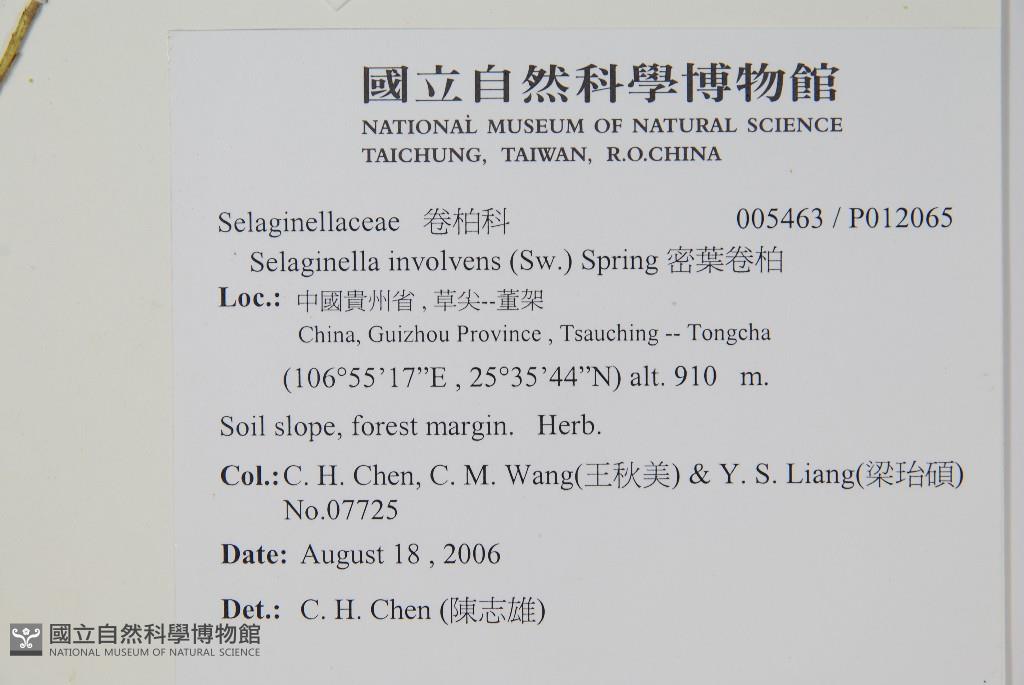 國立自然科學博物館
NATIONAL MUSEUM OF NATURAL SCIENCE
TAICHUNG, TAIWAN, R.O.CHINA
Selaginellaceae 卷柏科 005463 / P012065
Selaginella involvens (Sw.) Spring 密葉卷柏
Loc.: 中國貴州省 , 草尖--董架
China, Guizhou Province , Tsauching -- Tongcha
(106°55’17”E , 25°35’44”N) alt. 910 m.
Soil slope, forest margin. Herb.
Col.: C. H. Chen, C. M. Wang(王秋美) & Y. S. Liang(梁珆碩)
No.07725
Date: August 18 , 2006
Det.: C. H. Chen (陳志雄)
國立自然科學博物館
NATIONAL MUSEUM OF NATURAL SCIENCE